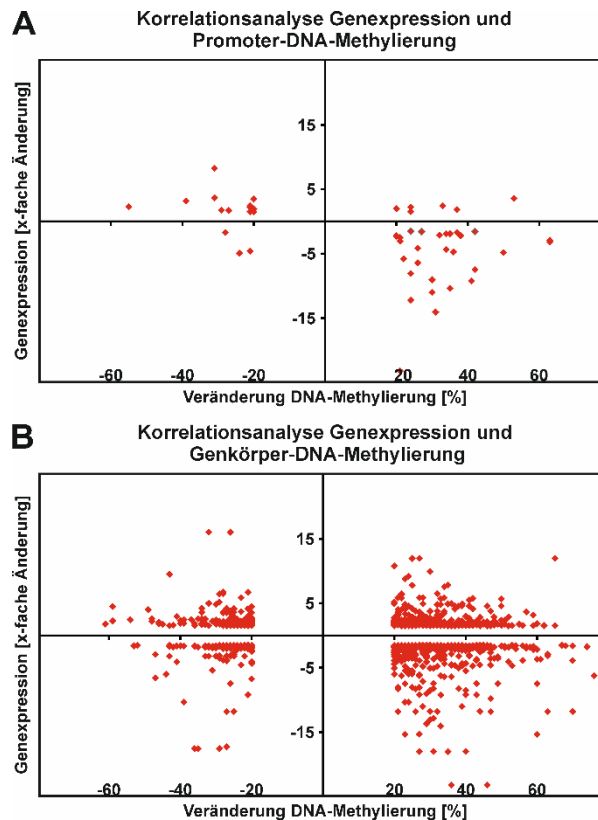 A
Korrelationsanalyse Genexpression und
Promoter-DNA-Methylierung
Genexpression [x-fache Änderung]
15
5
-5
-15
-60 -40 -20 20 40 60
Veränderung DNA-Methylierung [%]
B
Korrelationsanalyse Genexpression und
Genkörper-DNA-Methylierung
Genexpression [x-fache Änderung]
15
5
-5
-15
-60 -40 -20 20 40 60
Veränderung DNA-Methylierung [%]